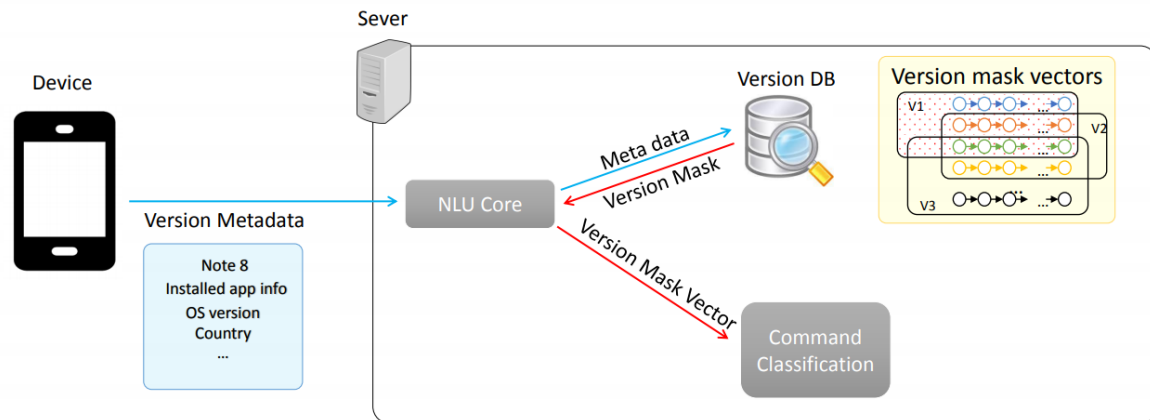 Sever
Device
Version DB
Version mask vectors
V1
...
...
V2
...
...
...
V3
...
Meta data
Version Mask
NLU Core
Version Metadata
Note 8
Installed app info
OS version
Country
...
Version Mask Vector
Command
Classification